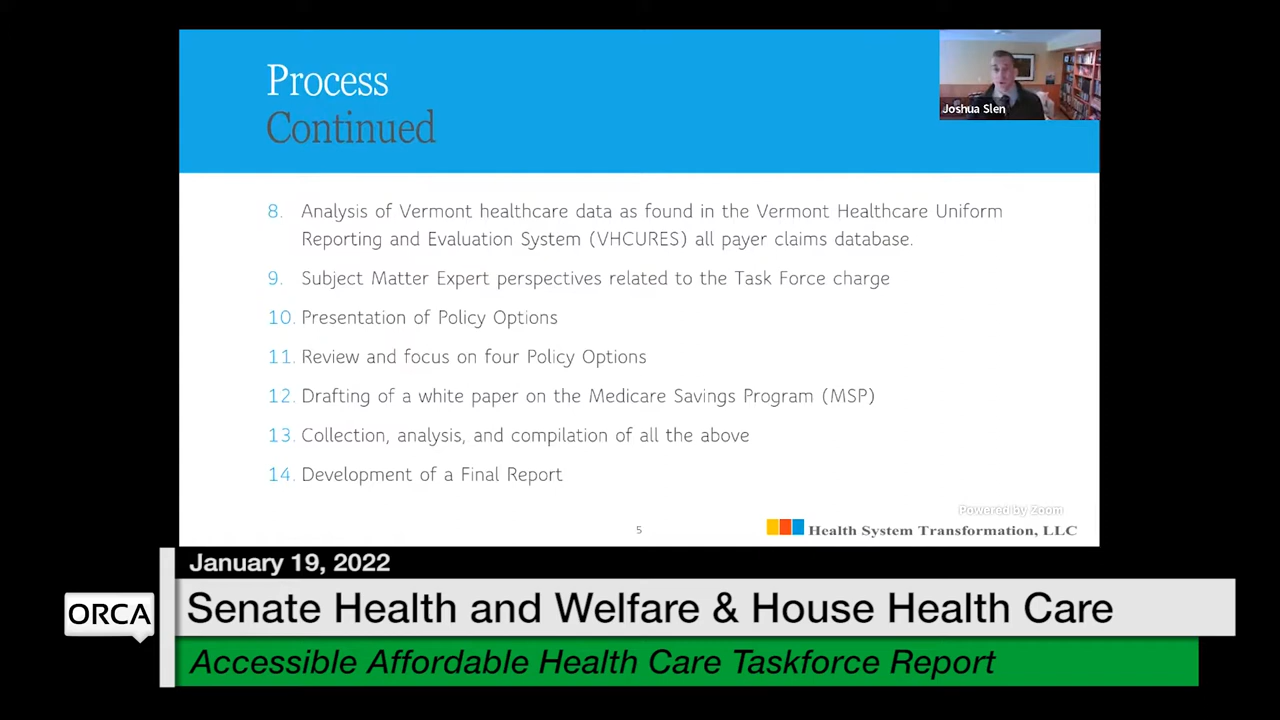 Process
Continued
Joshua Slen
8. Analysis of Vermont healthcare data as found in the Vermont Healthcare Uniform
Reporting and Evaluation System (VHCURES) all payer claims database.
9. Subject Matter Expert perspectives related to the Task Force charge
10. Presentation of Policy Options
11. Review and focus on four Policy Options
12. Drafting of a white paper on the Medicare Savings Program (MSP)
13. Collection, analysis, and compilation of all the above
14. Development of a Final Report
Powered by Zoom
5
Health System Transformation, LLC
January 19, 2022
ORCA
Senate Health and Welfare & House Health Care
Accessible Affordable Health Care Taskforce Report